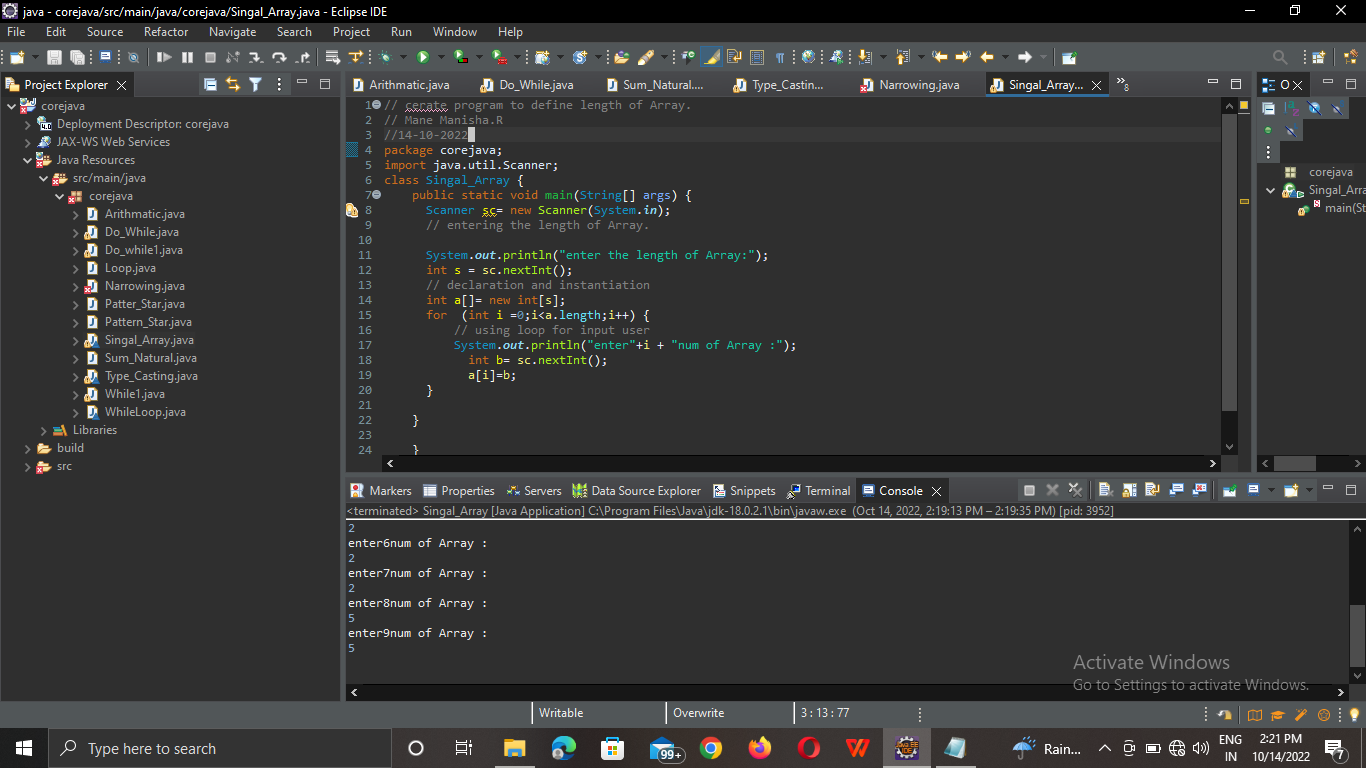 java - corejava/src/main/java/corejava/Singal_Array.java - Eclipse IDE
File Edit Source Refactor Navigate Search Project Run Window Help
Project Explorer
corejava
Deployment Descriptor: corejava
JAX-WS Web Services
Java Resources
src/main/java
corejava
Arithmatic.java
Do_While.java
Do_while1.java
Loop.java
Narrowing.java
Patter_Star.java
Pattern_Star.java
Singal_Array.java
Sum_Natural.java
Type_Casting.java
While1.java
WhileLoop.java
Libraries
build
src
Arithmatic.java Do_While.java Sum_Natural.... Type_Castin... Narrowing.java Singal_Array... »9
1 // cerate program to define length of Array.
2 // Mane Manisha.R
3 //14-10-2022
4 package corejava;
5 import java.util.Scanner;
6 class Singal_Array {
7 public static void main(String[] args) {
8 Scanner sc= new Scanner(System.in);
9 // entering the length of Array.
10
11 System.out.println("enter the length of Array:");
12 int s = sc.nextInt();
13 // declaration and instantiation
14 int a[]= new int[s];
15 for (int i =0;i<a.length;i++) {
16 // using loop for input user
17 System.out.println("enter"+i + "num of Array :");
18 int b= sc.nextInt();
19 a[i]=b;
20 }
21
22 }
23
24 }
O
corejava
Singal_Arra
main(St
Markers Properties Servers Data Source Explorer Snippets Terminal Console
<terminated> Singal_Array [Java Application] C:\Program Files\Java\jdk-18.0.2.1\bin\javaw.exe (Oct 14, 2022, 2:19:13 PM – 2:19:35 PM) [pid: 3952]
2
enter6num of Array :
2
enter7num of Array :
2
enter8num of Array :
5
enter9num of Array :
5
Activate Windows
Go to Settings to activate Windows.
Writable Overwrite 3 : 13 : 77
Type here to search
99+
Rain...
ENG
IN
2:21 PM
10/14/2022
7